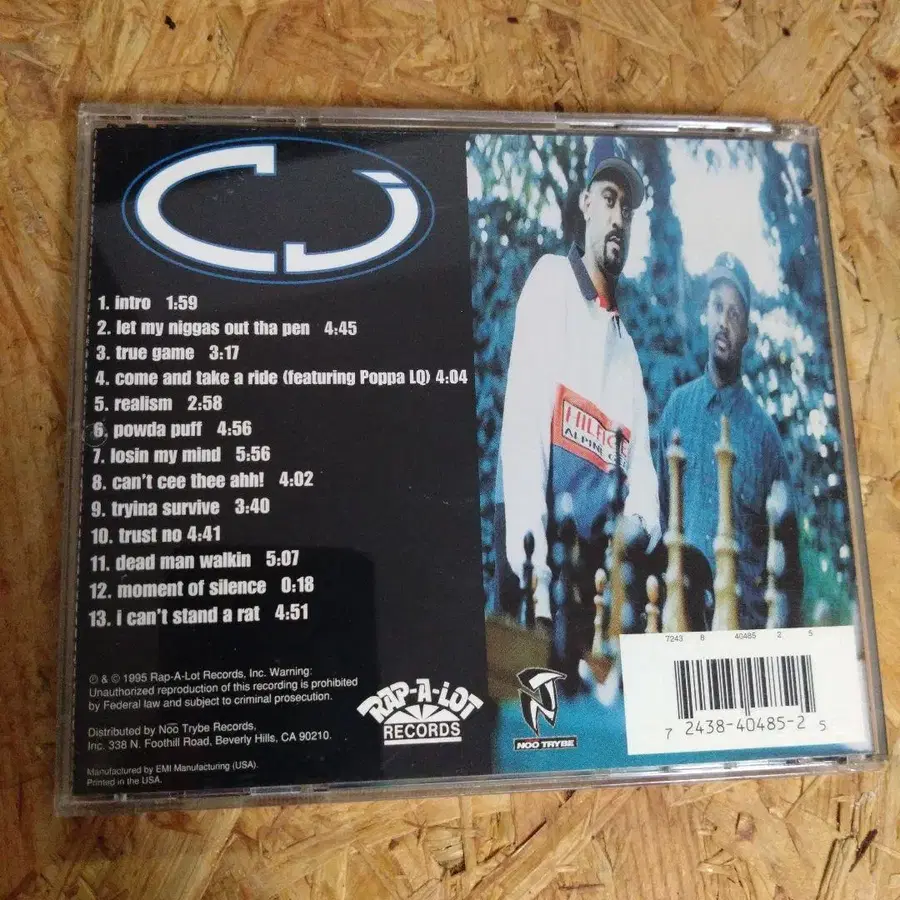 CJ
1. intro 1:59
2. let my niggas out tha pen 4:45
3. true game 3:17
4. come and take a ride (featuring Poppa LQ) 4:04
5. realism 2:58
6. powda puff 4:56
7. losin my mind 5:56
8. can't cee thee ahh! 4:02
9. tryina survive 3:40
10. trust no 4:41
11. dead man walkin 5:07
12. moment of silence 0:18
13. i can't stand a rat 4:51
℗ & © 1995 Rap-A-Lot Records, Inc. Warning:
Unauthorized reproduction of this recording is prohibited
by Federal law and subject to criminal prosecution.
Distributed by Noo Trybe Records,
Inc. 338 N. Foothill Road, Beverly Hills, CA 90210.
Manufactured by EMI Manufacturing (USA).
Printed in the USA.
RAP-A-LOT
RECORDS
NOO TRYBE
ALPINE
7243 8 40485 2 5
7 2438-40485-2 5